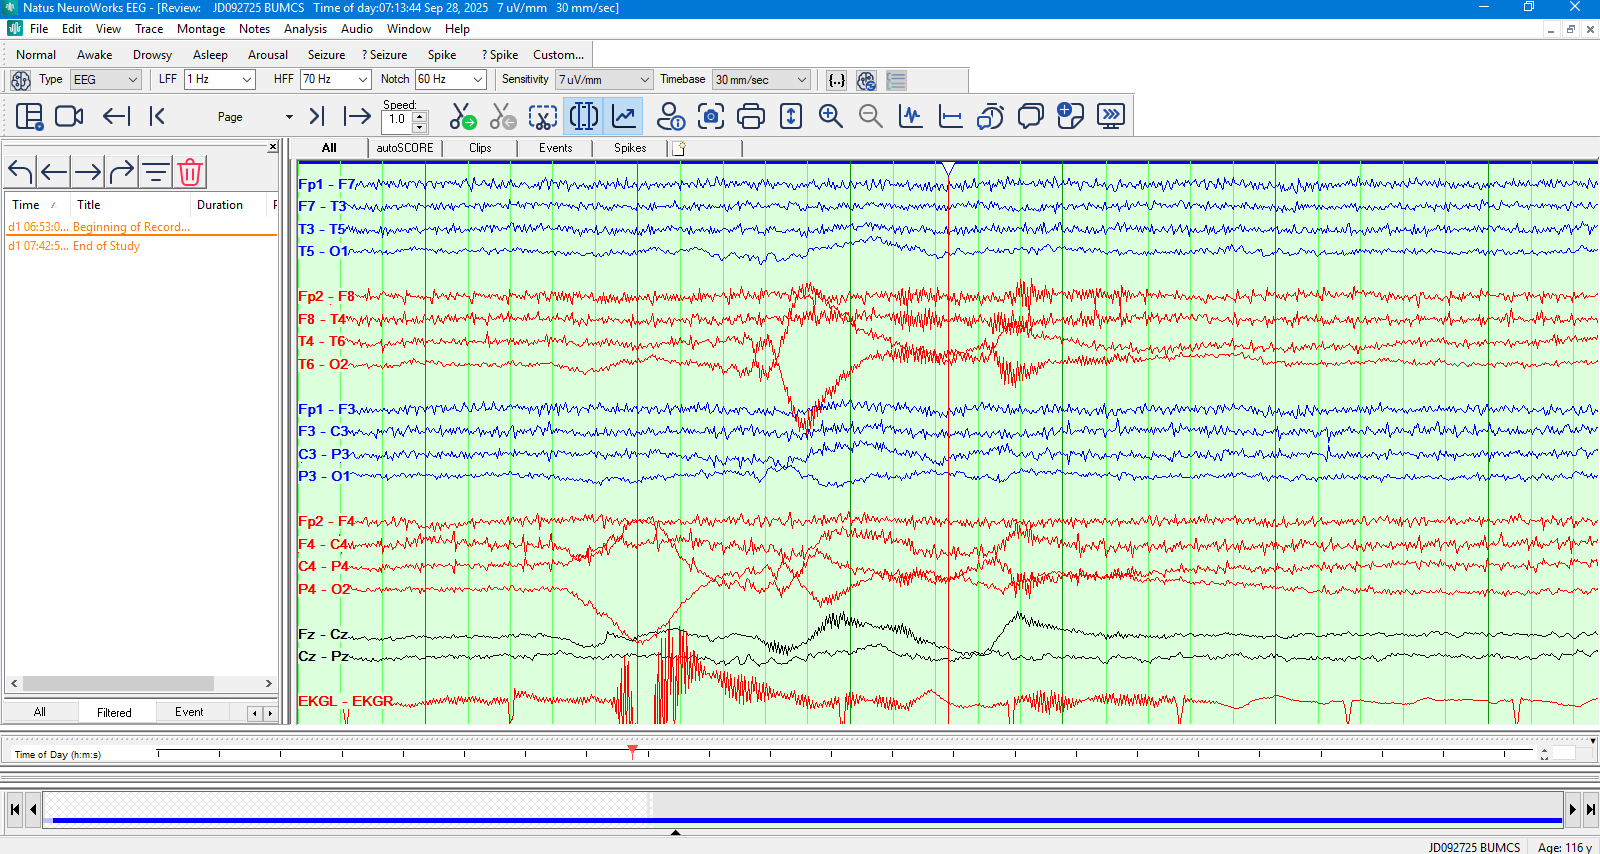 Natus NeuroWorks EEG - [Review: JD092725 BUMCS Time of day:07:13:44 Sep 28, 2025 7 uV/mm 30 mm/sec]
File Edit View Trace Montage Notes Analysis Audio Window Help
Normal Awake Drowsy Asleep Arousal Seizure ? Seizure Spike ? Spike Custom...
Type EEG LFF 1 Hz HFF 70 Hz Notch 60 Hz Sensitivity 7 uV/mm Timebase 30 mm/sec {..}
Page Speed: 1.0
All autoSCORE Clips Events Spikes
Time Title Duration F
d1 06:53:0... Beginning of Record...
d1 07:42:5... End of Study
Fp1 - F7
F7 - T3
T3 - T5
T5 - O1
Fp2 - F8
F8 - T4
T4 - T6
T6 - O2
Fp1 - F3
F3 - C3
C3 - P3
P3 - O1
Fp2 - F4
F4 - C4
C4 - P4
P4 - O2
Fz - Cz
Cz - Pz
EKGL - EKGR
All Filtered Event
Time of Day (h:m:s)
JD092725 BUMCS Age: 116 y